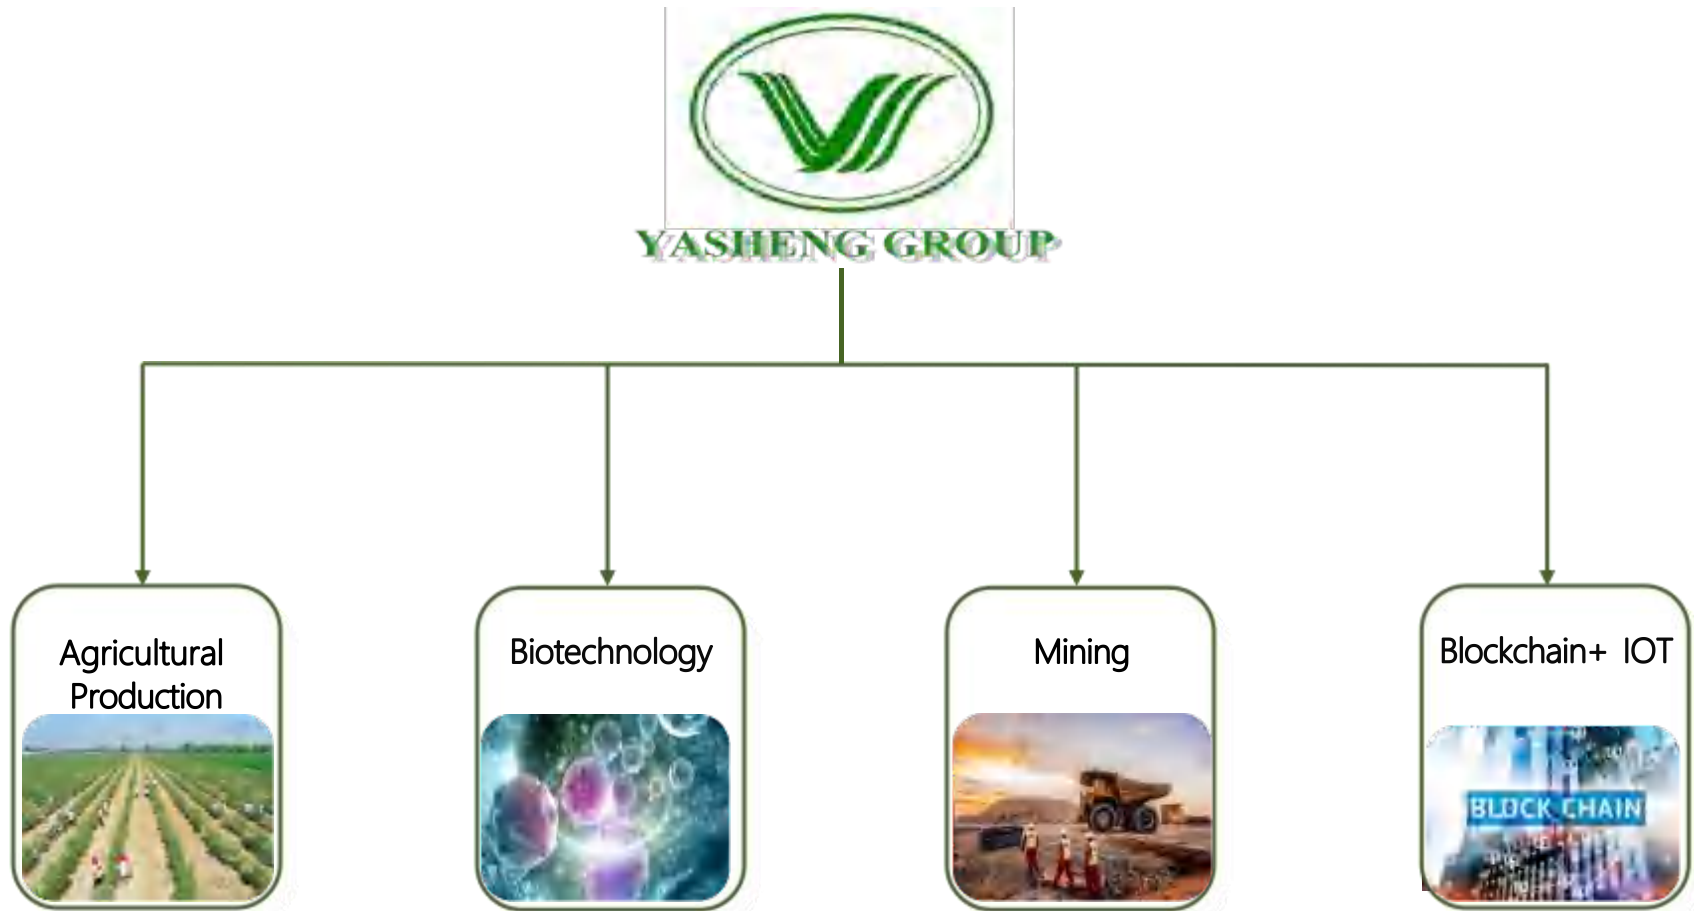 YASHENG GROUP
Agricultural
Production
Biotechnology
Mining
Blockchain+ IOT
BLOCK CHAIN